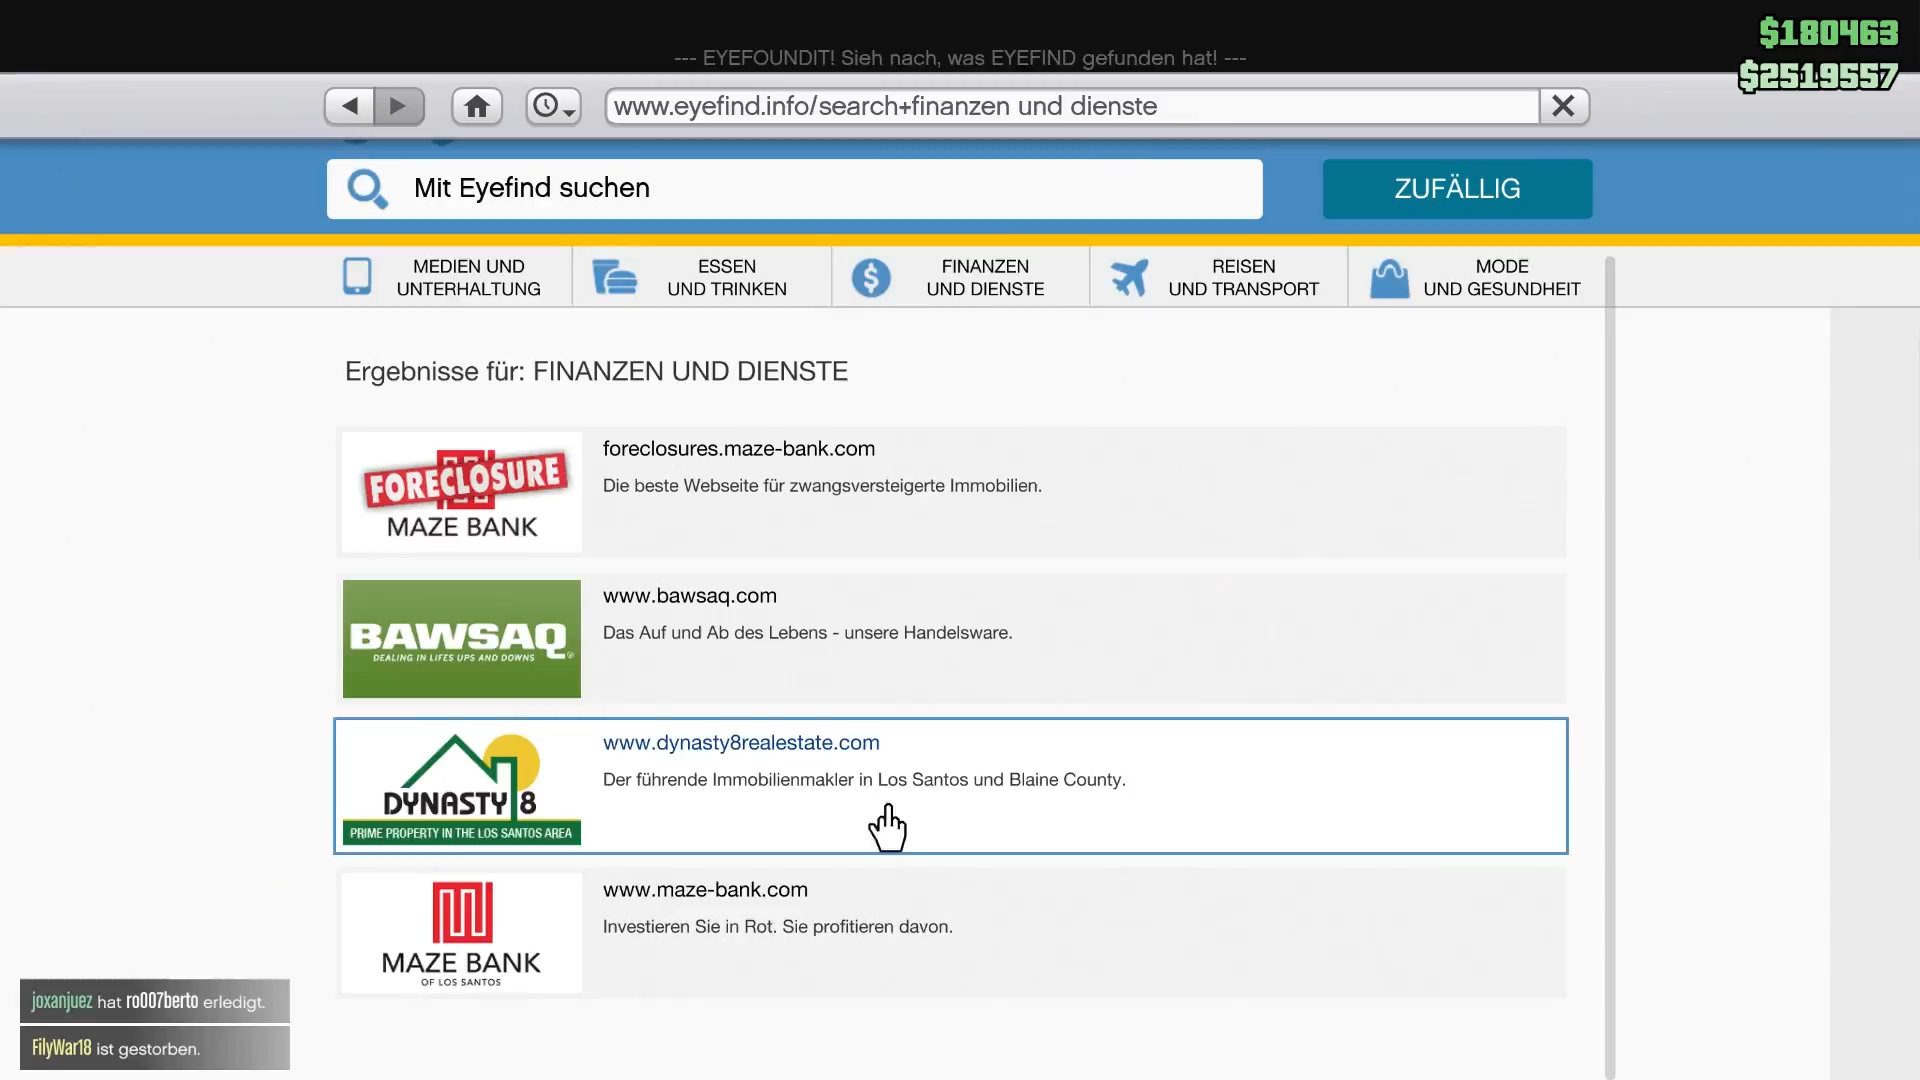 $180463
--- EYEFOUNDIT! Sieh nach, was EYEFIND gefunden hat! ---
$2519557
www.eyefind.info/search+finanzen und dienste
Mit Eyefind suchen
ZUFÄLLIG
MEDIEN UND
UNTERHALTUNG
ESSEN
UND TRINKEN
FINANZEN
UND DIENSTE
REISEN
UND TRANSPORT
MODE
UND GESUNDHEIT
Ergebnisse für: FINANZEN UND DIENSTE
FORECLOSURE
MAZE BANK
foreclosures.maze-bank.com
Die beste Webseite für zwangsversteigerte Immobilien.
BAWSAQ
DEALING IN LIFES UPS AND DOWNS
www.bawsaq.com
Das Auf und Ab des Lebens - unsere Handelsware.
DYNASTY 8
PRIME PROPERTY IN THE LOS SANTOS AREA
www.dynasty8realestate.com
Der führende Immobilienmakler in Los Santos und Blaine County.
MAZE BANK
OF LOS SANTOS
www.maze-bank.com
Investieren Sie in Rot. Sie profitieren davon.
joxanjuez hat ro007berto erledigt.
FilyWar18 ist gestorben.